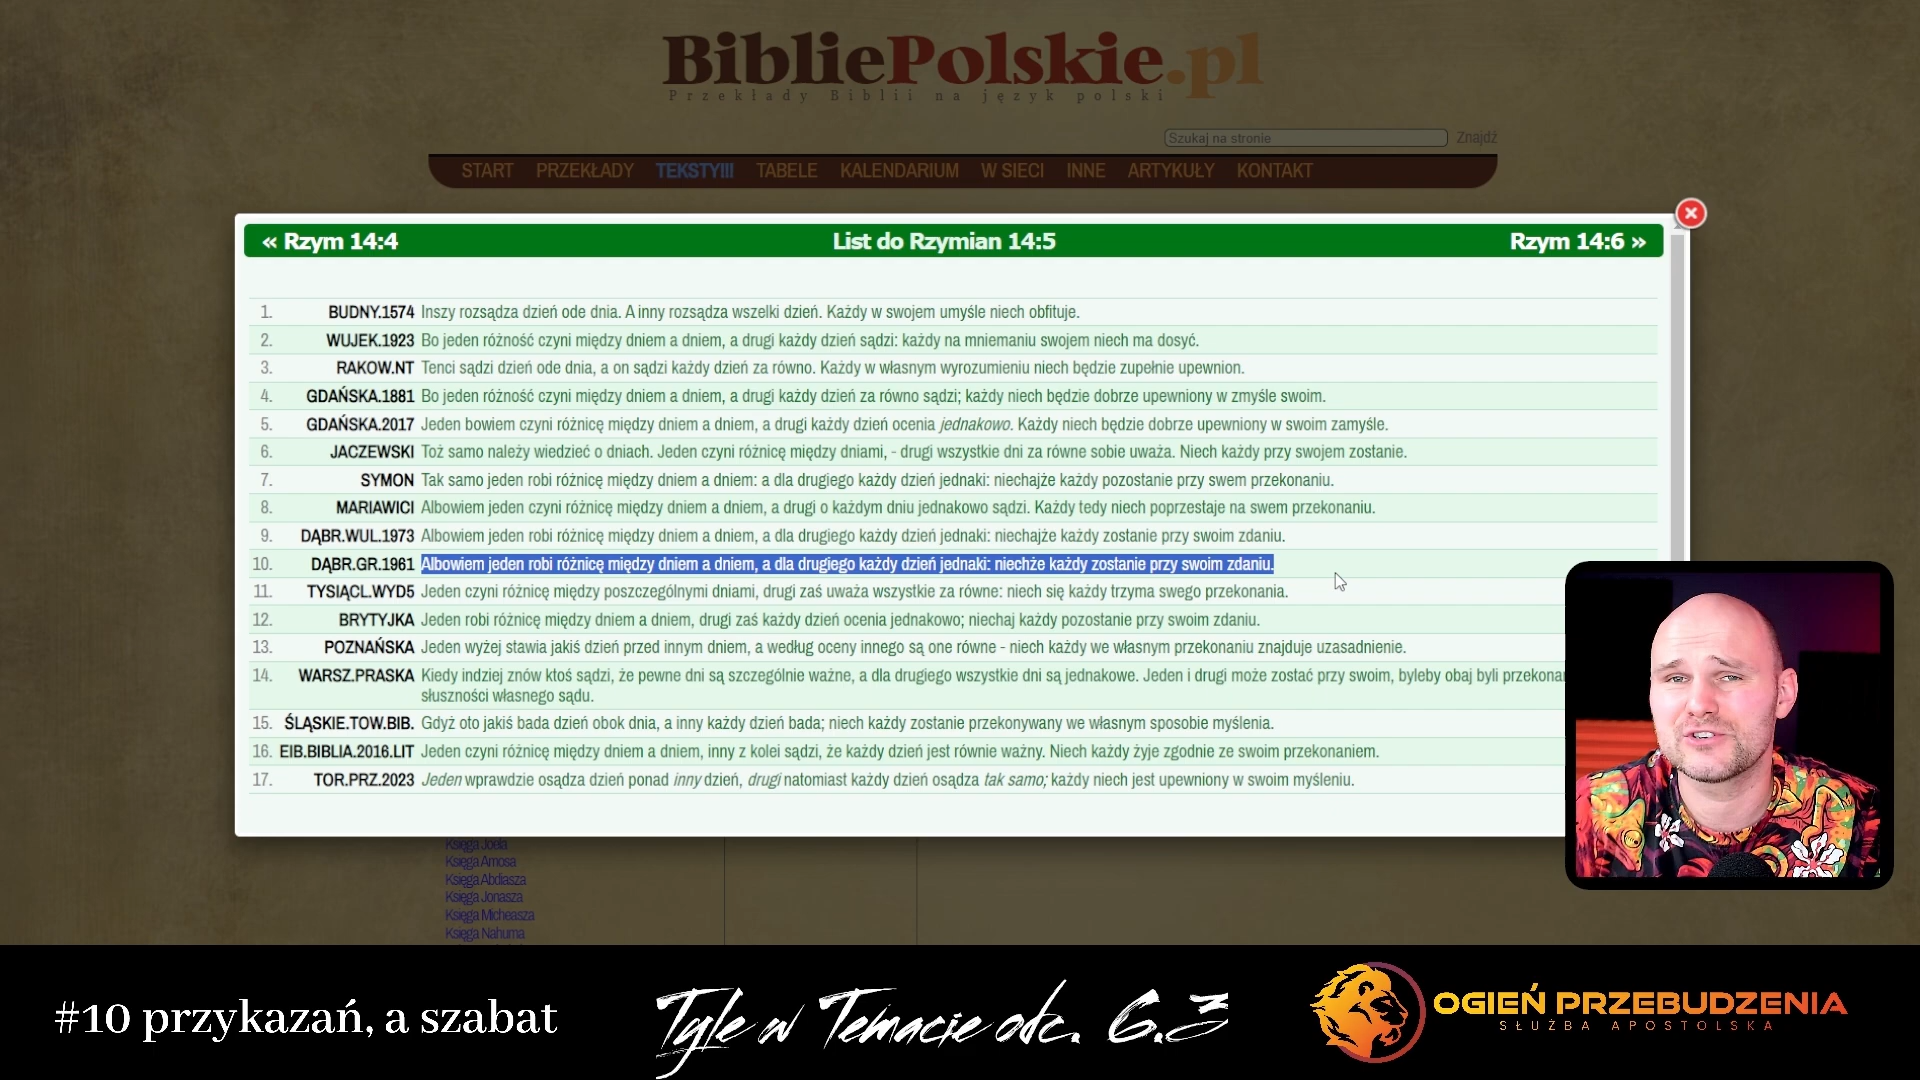 BibliePolskie.pl
Przekłady Biblii na język polski
Szukaj na stronie Znajdź
START PRZEKŁADY TEKSTY!!! TABELE KALENDARIUM W SIECI INNE ARTYKUŁY KONTAKT
« Rzym 14:4 List do Rzymian 14:5 Rzym 14:6 »
1. BUDNY.1574 Inszy rozsądza dzień ode dnia. A inny rozsądza wszelki dzień. Każdy w swojem umyśle niech obfituje.
2. WUJEK.1923 Bo jeden różność czyni między dniem a dniem, a drugi każdy dzień sądzi: każdy na mniemaniu swojem niech ma dosyć.
3. RAKOW.NT Tenci sądzi dzień ode dnia, a on sądzi każdy dzień za równo. Każdy w własnym wyrozumieniu niech będzie zupełnie upewnion.
4. GDAŃSKA.1881 Bo jeden różność czyni między dniem a dniem, a drugi każdy dzień za równo sądzi; każdy niech będzie dobrze upewniony w zmyśle swoim.
5. GDAŃSKA.2017 Jeden bowiem czyni różnicę między dniem a dniem, a drugi każdy dzień ocenia jednakowo. Każdy niech będzie dobrze upewniony w swoim zamyśle.
6. JACZEWSKI Toż samo należy wiedzieć o dniach. Jeden czyni różnicę między dniami, - drugi wszystkie dni za równe sobie uważa. Niech każdy przy swojem zostanie.
7. SYMON Tak samo jeden robi różnicę między dniem a dniem: a dla drugiego każdy dzień jednaki: niechajże każdy pozostanie przy swem przekonaniu.
8. MARIAWICI Albowiem jeden czyni różnicę między dniem a dniem, a drugi o każdym dniu jednakowo sądzi. Każdy tedy niech poprzestaje na swem przekonaniu.
9. DĄBR.WUL.1973 Albowiem jeden robi różnicę między dniem a dniem, a dla drugiego każdy dzień jednaki: niechajże każdy zostanie przy swoim zdaniu.
10. DĄBR.GR.1961 Albowiem jeden robi różnicę między dniem a dniem, a dla drugiego każdy dzień jednaki: niechże każdy zostanie przy swoim zdaniu.
11. TYSIĄCL.WYD5 Jeden czyni różnicę między poszczególnymi dniami, drugi zaś uważa wszystkie za równe: niech się każdy trzyma swego przekonania.
12. BRYTYJKA Jeden robi różnicę między dniem a dniem, drugi zaś każdy dzień ocenia jednakowo; niechaj każdy pozostanie przy swoim zdaniu.
13. POZNAŃSKA Jeden wyżej stawia jakiś dzień przed innym dniem, a według oceny innego są one równe - niech każdy we własnym przekonaniu znajduje uzasadnienie.
14. WARSZ.PRASKA Kiedy indziej znów ktoś sądzi, że pewne dni są szczególnie ważne, a dla drugiego wszystkie dni są jednakowe. Jeden i drugi może zostać przy swoim, byleby obaj byli przekonan
słuszności własnego sądu.
15. ŚLĄSKIE.TOW.BIB. Gdyż oto jakiś bada dzień obok dnia, a inny każdy dzień bada; niech każdy zostanie przekonywany we własnym sposobie myślenia.
16. EIB.BIBLIA.2016.LIT Jeden czyni różnicę między dniem a dniem, inny z kolei sądzi, że każdy dzień jest równie ważny. Niech każdy żyje zgodnie ze swoim przekonaniem.
17. TOR.PRZ.2023 Jeden wprawdzie osądza dzień ponad inny dzień, drugi natomiast każdy dzień osądza tak samo; każdy niech jest upewniony w swoim myśleniu.
Księga Joela
Księga Amosa
Księga Abdiasza
Księga Jonasza
Księga Micheasza
Księga Nahuma
#10 przykazań, a szabat
Tyle w Temacie odc. 6.3
OGIEŃ PRZEBUDZENIA
SŁUŻBA APOSTOLSKA